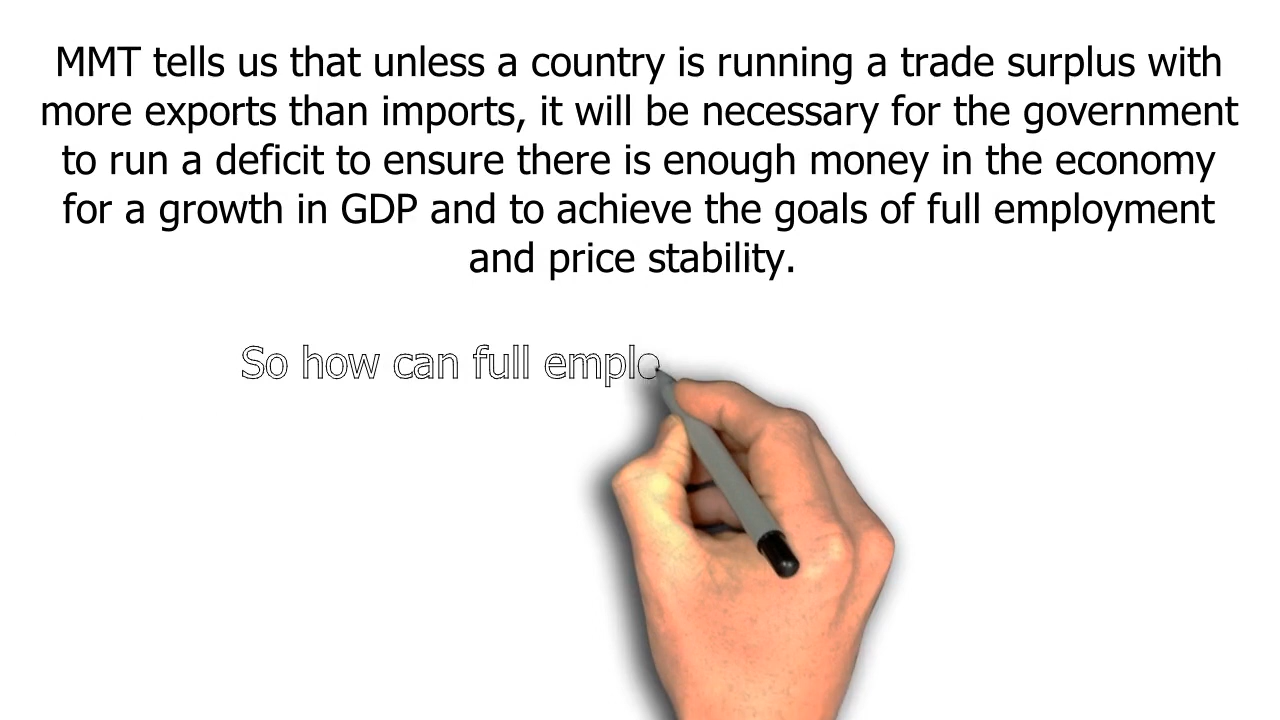 MMT tells us that unless a country is running a trade surplus with
more exports than imports, it will be necessary for the government
to run a deficit to ensure there is enough money in the economy
for a growth in GDP and to achieve the goals of full employment
and price stability.
So how can full emplo